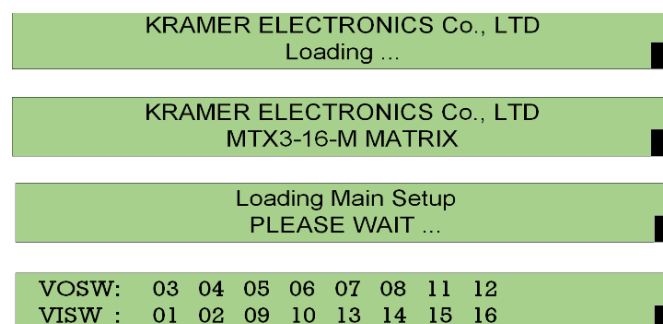 KRAMER ELECTRONICS Co., LTD
Loading ...
KRAMER ELECTRONICS Co., LTD
MTX3-16-M MATRIX
Loading Main Setup
PLEASE WAIT ...
VOSW: 03 04 05 06 07 08 11 12
VISW : 01 02 09 10 13 14 15 16